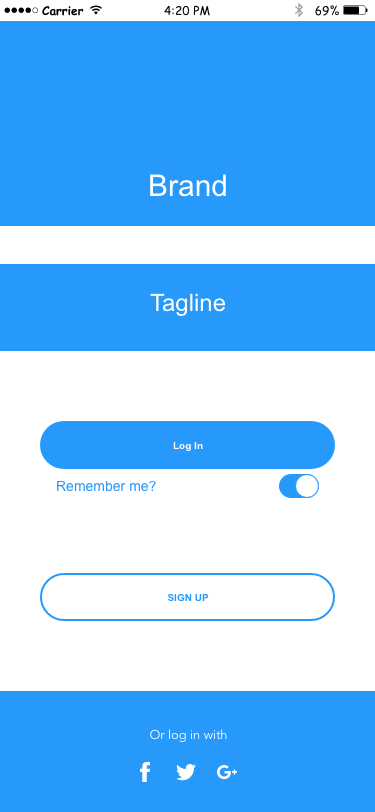 Carrier 4:20 PM 69%
Brand
Tagline
Log In
Remember me?
SIGN UP
Or log in with